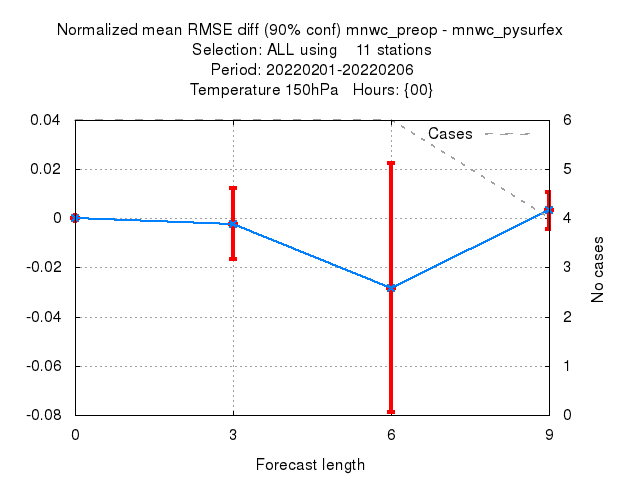 Normalized mean RMSE diff (90% conf) mnwc_preop - mnwc_pysurfex
Selection: ALL using    11 stations
Period: 20220201-20220206
Temperature 150hPa   Hours: {00}
Cases
0.04
0.02
0
-0.02
-0.04
-0.06
-0.08
6
5
4
3
2
1
0
No cases
0 3 6 9
Forecast length